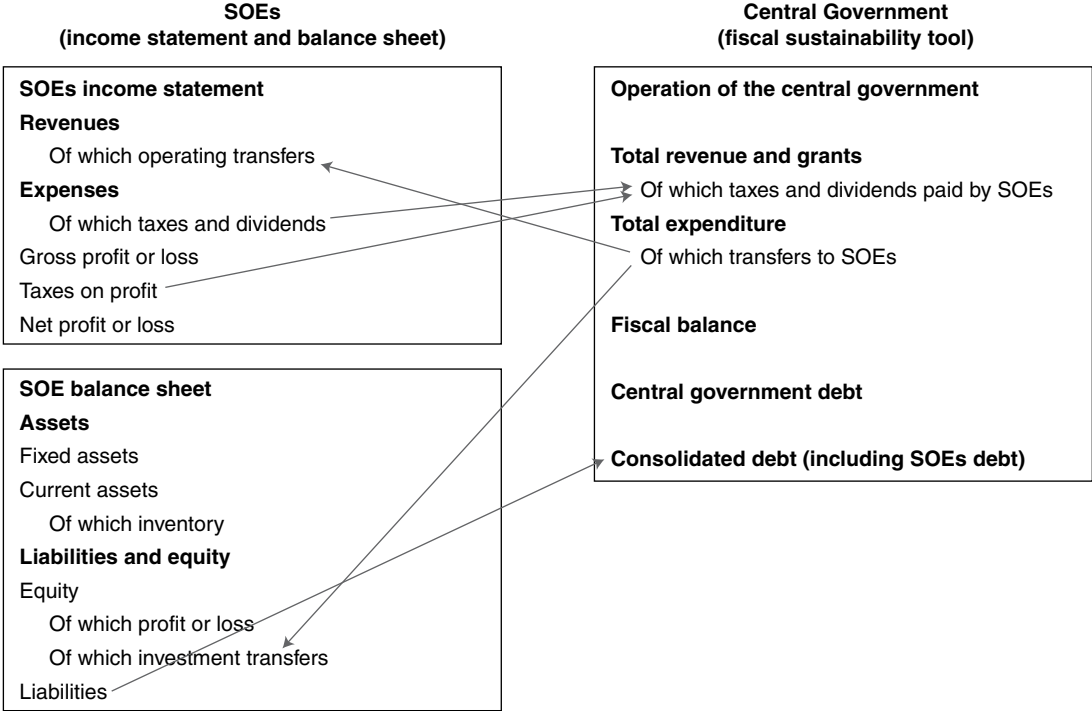 SOEs
(income statement and balance sheet)
SOEs income statement
Revenues
Of which operating transfers
Expenses
Of which taxes and dividends
Gross profit or loss
Taxes on profit
Net profit or loss
SOE balance sheet
Assets
Fixed assets
Current assets
Of which inventory
Liabilities and equity
Equity
Of which profit or loss
Of which investment transfers
Liabilities
Central Government
(fiscal sustainability tool)
Operation of the central government
Total revenue and grants
Of which taxes and dividends paid by SOEs
Total expenditure
Of which transfers to SOEs
Fiscal balance
Central government debt
Consolidated debt (including SOEs debt)